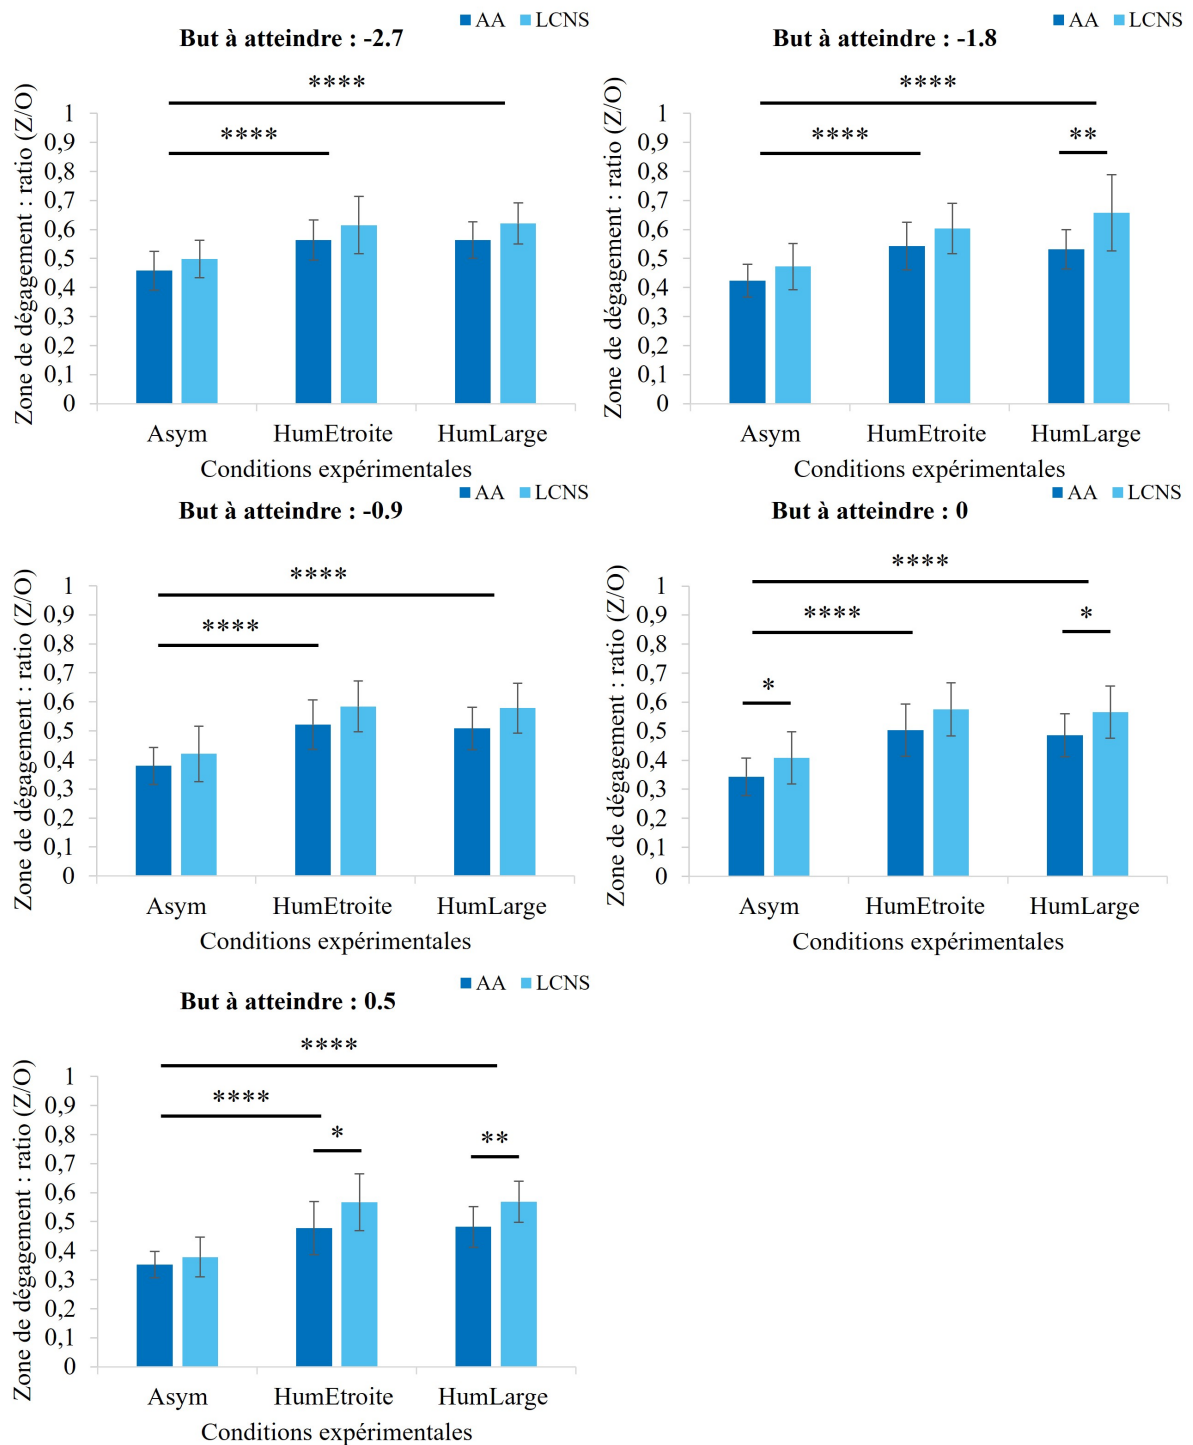 AA LCNS
But à atteindre : -2.7
****
****
Zone de dégagement : ratio (Z/O)
1
0,9
0,8
0,7
0,6
0,5
0,4
0,3
0,2
0,1
0
Asym HumEtroite HumLarge
Conditions expérimentales
AA LCNS
But à atteindre : -1.8
****
****
**
Zone de dégagement : ratio (Z/O)
1
0,9
0,8
0,7
0,6
0,5
0,4
0,3
0,2
0,1
0
Asym HumEtroite HumLarge
Conditions expérimentales
AA LCNS
But à atteindre : -0.9
****
****
Zone de dégagement : ratio (Z/O)
1
0,9
0,8
0,7
0,6
0,5
0,4
0,3
0,2
0,1
0
Asym HumEtroite HumLarge
Conditions expérimentales
AA LCNS
But à atteindre : 0
****
****
*
*
Zone de dégagement : ratio (Z/O)
1
0,9
0,8
0,7
0,6
0,5
0,4
0,3
0,2
0,1
0
Asym HumEtroite HumLarge
Conditions expérimentales
AA LCNS
But à atteindre : 0.5
****
****
*
**
Zone de dégagement : ratio (Z/O)
1
0,9
0,8
0,7
0,6
0,5
0,4
0,3
0,2
0,1
0
Asym HumEtroite HumLarge
Conditions expérimentales